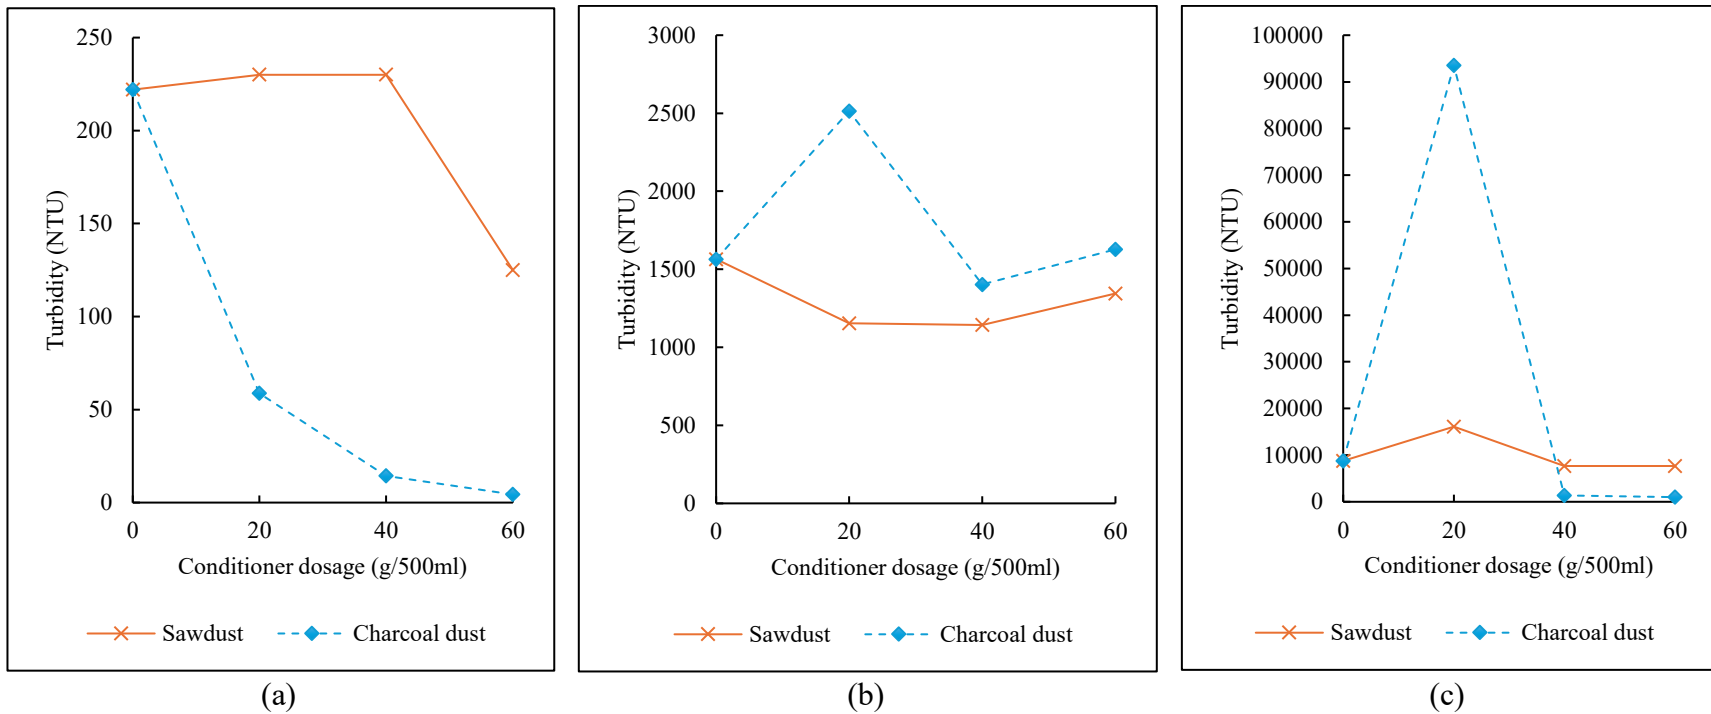 250
200
150
100
50
0
0 20 40 60
Turbidity (NTU)
Conditioner dosage (g/500ml)
Sawdust Charcoal dust
(a)
3000
2500
2000
1500
1000
500
0
0 20 40 60
Turbidity (NTU)
Conditioner dosage (g/500ml)
Sawdust Charcoal dust
(b)
100000
90000
80000
70000
60000
50000
40000
30000
20000
10000
0
0 20 40 60
Turbidity (NTU)
Conditioner dosage (g/500ml)
Sawdust Charcoal dust
(c)